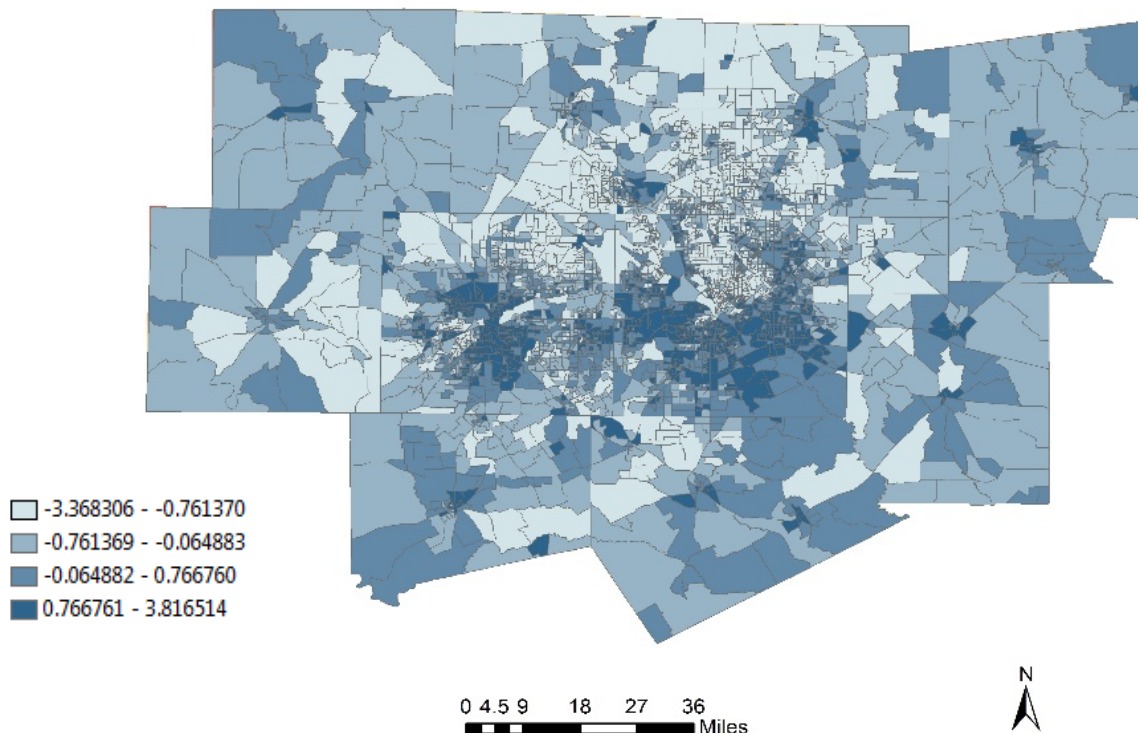 -3.368306 - -0.761370
-0.761369 - -0.064883
-0.064882 - 0.766760
0.766761 - 3.816514
N
0 4.5 9 18 27 36
Miles